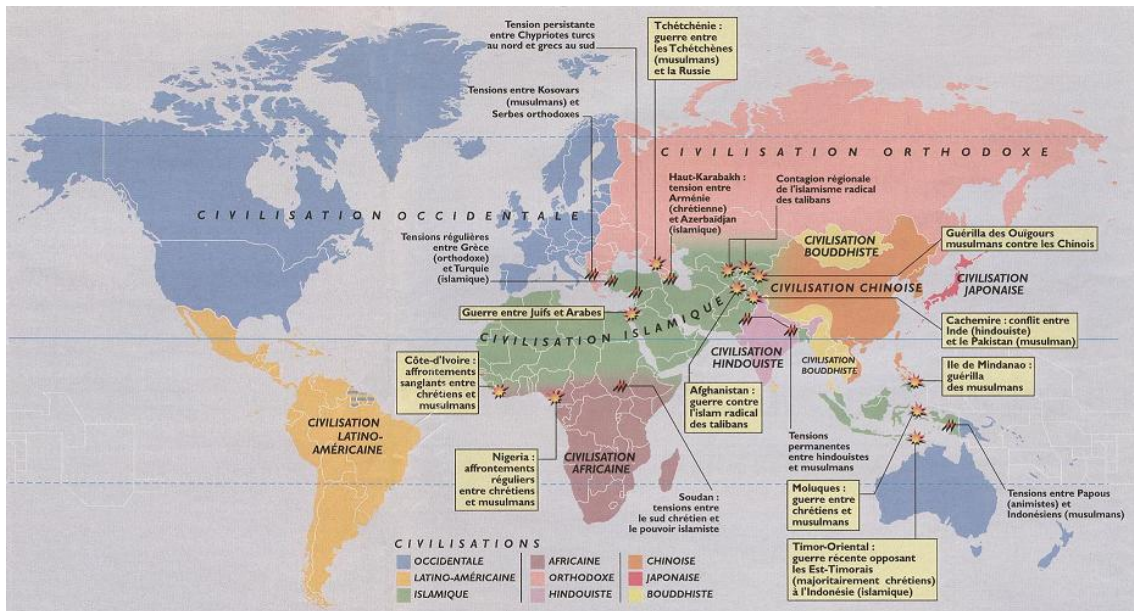 Tension persistante
entre Chypriotes turcs
au nord et grecs au sud
Tchétchénie :
guerre entre
les Tchétchènes
(musulmans)
et la Russie
Tensions entre Kosovars
(musulmans) et
Serbes orthodoxes
CIVILISATION ORTHODOXE
Haut-Karabakh :
tension entre
Arménie
(chrétienne)
et Azerbaïdjan
(islamique)
Contagion régionale
de l'islamisme radical
des talibans
CIVILISATION OCCIDENTALE
Tensions régulières
entre Grèce
(orthodoxe)
et Turquie
(islamique)
CIVILISATION
BOUDDHISTE
Guérilla des Ouïgours
musulmans contre les Chinois
CIVILISATION CHINOISE
CIVILISATION
JAPONAISE
Guerre entre Juifs et Arabes
CIVILISATION ISLAMIQUE
Cachemire : conflit entre
Inde (hindouiste)
et le Pakistan (musulman)
CIVILISATION
HINDOUISTE
CIVILISATION
BOUDDHISTE
Côte-d'Ivoire :
affrontements
sanglants entre
chrétiens et
musulmans
Ile de Mindanao :
guérilla
des musulmans
Afghanistan :
guerre contre
l'islam radical
des talibans
CIVILISATION
LATINO-
AMÉRICAINE
CIVILISATION
AFRICAINE
Tensions
permanentes
entre hindouistes
et musulmans
Nigeria :
affrontements
réguliers
entre chrétiens
et musulmans
Soudan :
tensions entre
le sud chrétien et
le pouvoir islamiste
Moluques :
guerre entre
chrétiens et
musulmans
Tensions entre Papous
(animistes) et
Indonésiens (musulmans)
Timor-Oriental :
guerre récente opposant
les Est-Timorais
(majoritairement chrétiens)
à l'Indonésie (islamique)
CIVILISATIONS
OCCIDENTALE
LATINO-AMÉRICAINE
ISLAMIQUE
AFRICAINE
ORTHODOXE
HINDOUISTE
CHINOISE
JAPONAISE
BOUDDHISTE